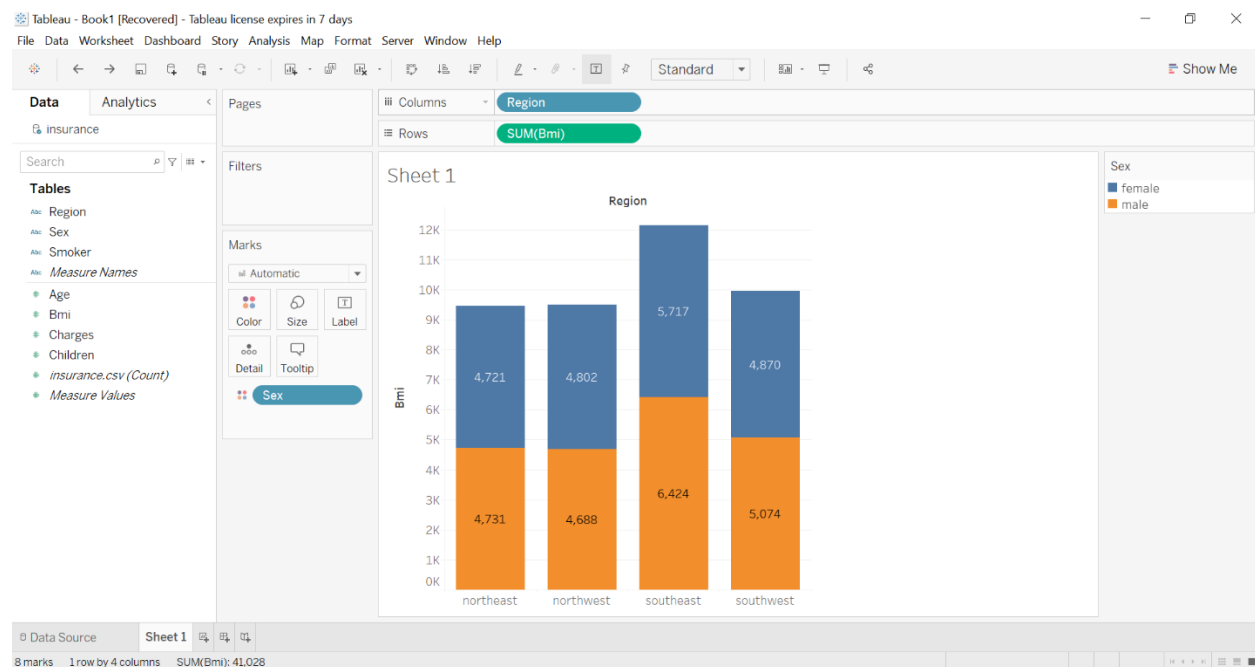 Tableau - Book1 [Recovered] - Tableau license expires in 7 days
File Data Worksheet Dashboard Story Analysis Map Format Server Window Help
Standard
Show Me
Data Analytics
insurance
Search
Tables
Region
Sex
Smoker
Measure Names
Age
Bmi
Charges
Children
insurance.csv (Count)
Measure Values
Pages
Filters
Marks
Automatic
Color Size Label
Detail Tooltip
Sex
Columns Region
Rows SUM(Bmi)
Sheet 1
Region
Bmi
12K
11K
10K
9K
8K
7K
6K
5K
4K
3K
2K
1K
0K
5,717
4,721 4,802 4,870
6,424
4,731 4,688 5,074
northeast northwest southeast southwest
Sex
female
male
Data Source Sheet 1
8 marks 1 row by 4 columns SUM(Bmi): 41,028